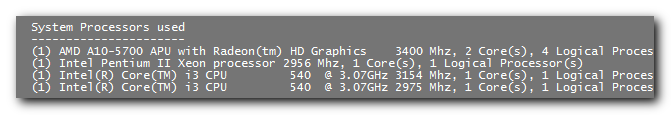 System Processors used
-----------------------
(1) AMD A10-5700 APU with Radeon(tm) HD Graphics    3400 Mhz, 2 Core(s), 4 Logical Proces
(1) Intel Pentium II Xeon processor 2956 Mhz, 1 Core(s), 1 Logical Processor(s)
(1) Intel(R) Core(TM) i3 CPU         540  @ 3.07GHz 3154 Mhz, 1 Core(s), 1 Logical Proces
(1) Intel(R) Core(TM) i3 CPU         540  @ 3.07GHz 2975 Mhz, 1 Core(s), 1 Logical Proces